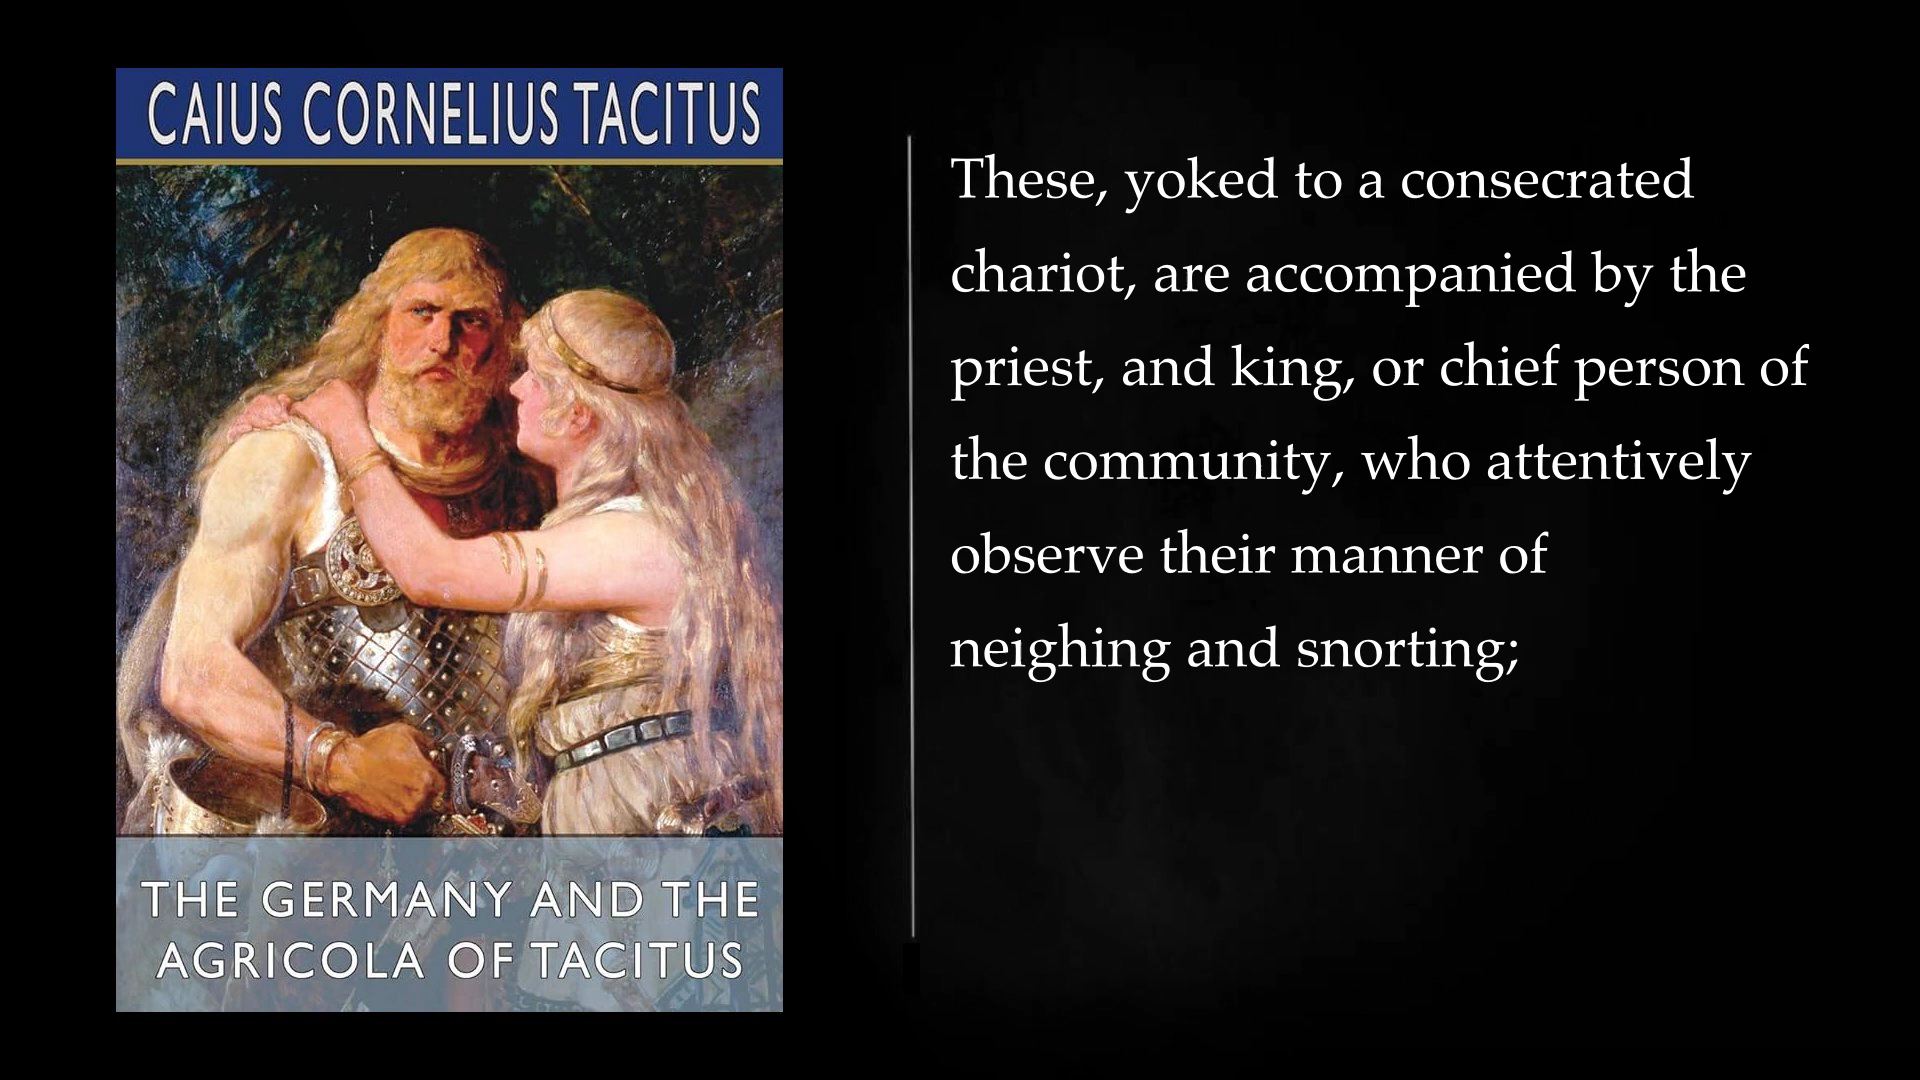 CAIUS CORNELIUS TACITUS
THE GERMANY AND THE
AGRICOLA OF TACITUS
These, yoked to a consecrated
chariot, are accompanied by the
priest, and king, or chief person of
the community, who attentively
observe their manner of
neighing and snorting;